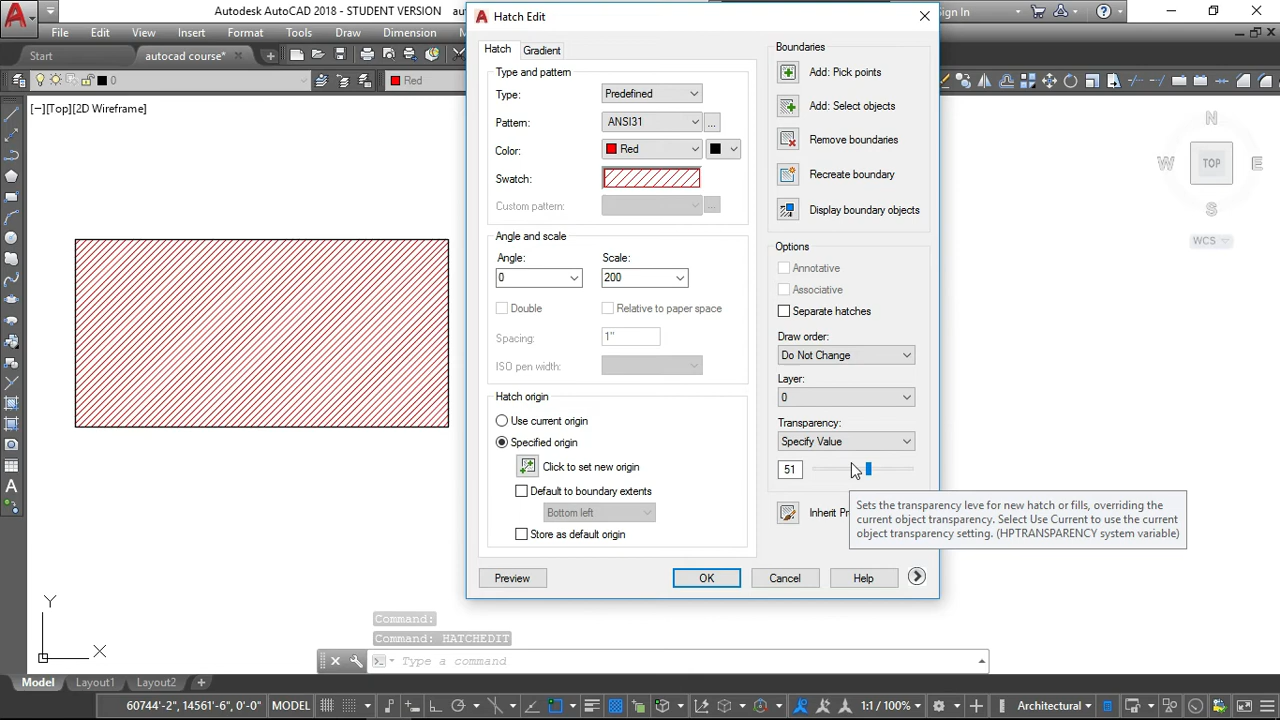 Autodesk AutoCAD 2018 - STUDENT VERSION
Sign In
File Edit View Insert Format Tools Draw Dimension
Start
autocad course*
0
Red
[−][Top][2D Wireframe]
N
W TOP E
S
WCS
Hatch Edit
Hatch Gradient
Type and pattern
Type: Predefined
Pattern: ANSI31 ...
Color: Red
Swatch:
Custom pattern: ...
Angle and scale
Angle: Scale:
0 200
Double Relative to paper space
Spacing: 1"
ISO pen width:
Hatch origin
Use current origin
Specified origin
Click to set new origin
Default to boundary extents
Bottom left
Store as default origin
Boundaries
Add: Pick points
Add: Select objects
Remove boundaries
Recreate boundary
Display boundary objects
Options
Annotative
Associative
Separate hatches
Draw order:
Do Not Change
Layer:
0
Transparency:
Specify Value
51
Inherit
Sets the transparency leve for new hatch or fills, overriding the
current object transparency. Select Use Current to use the current
object transparency setting. (HPTRANSPARENCY system variable)
Preview OK Cancel Help
Y
X
Command:
Command: HATCHEDIT
Type a command
Model Layout1 Layout2 +
60744'-2", 14561'-6", 0'-0" MODEL 1:1 / 100% Architectural